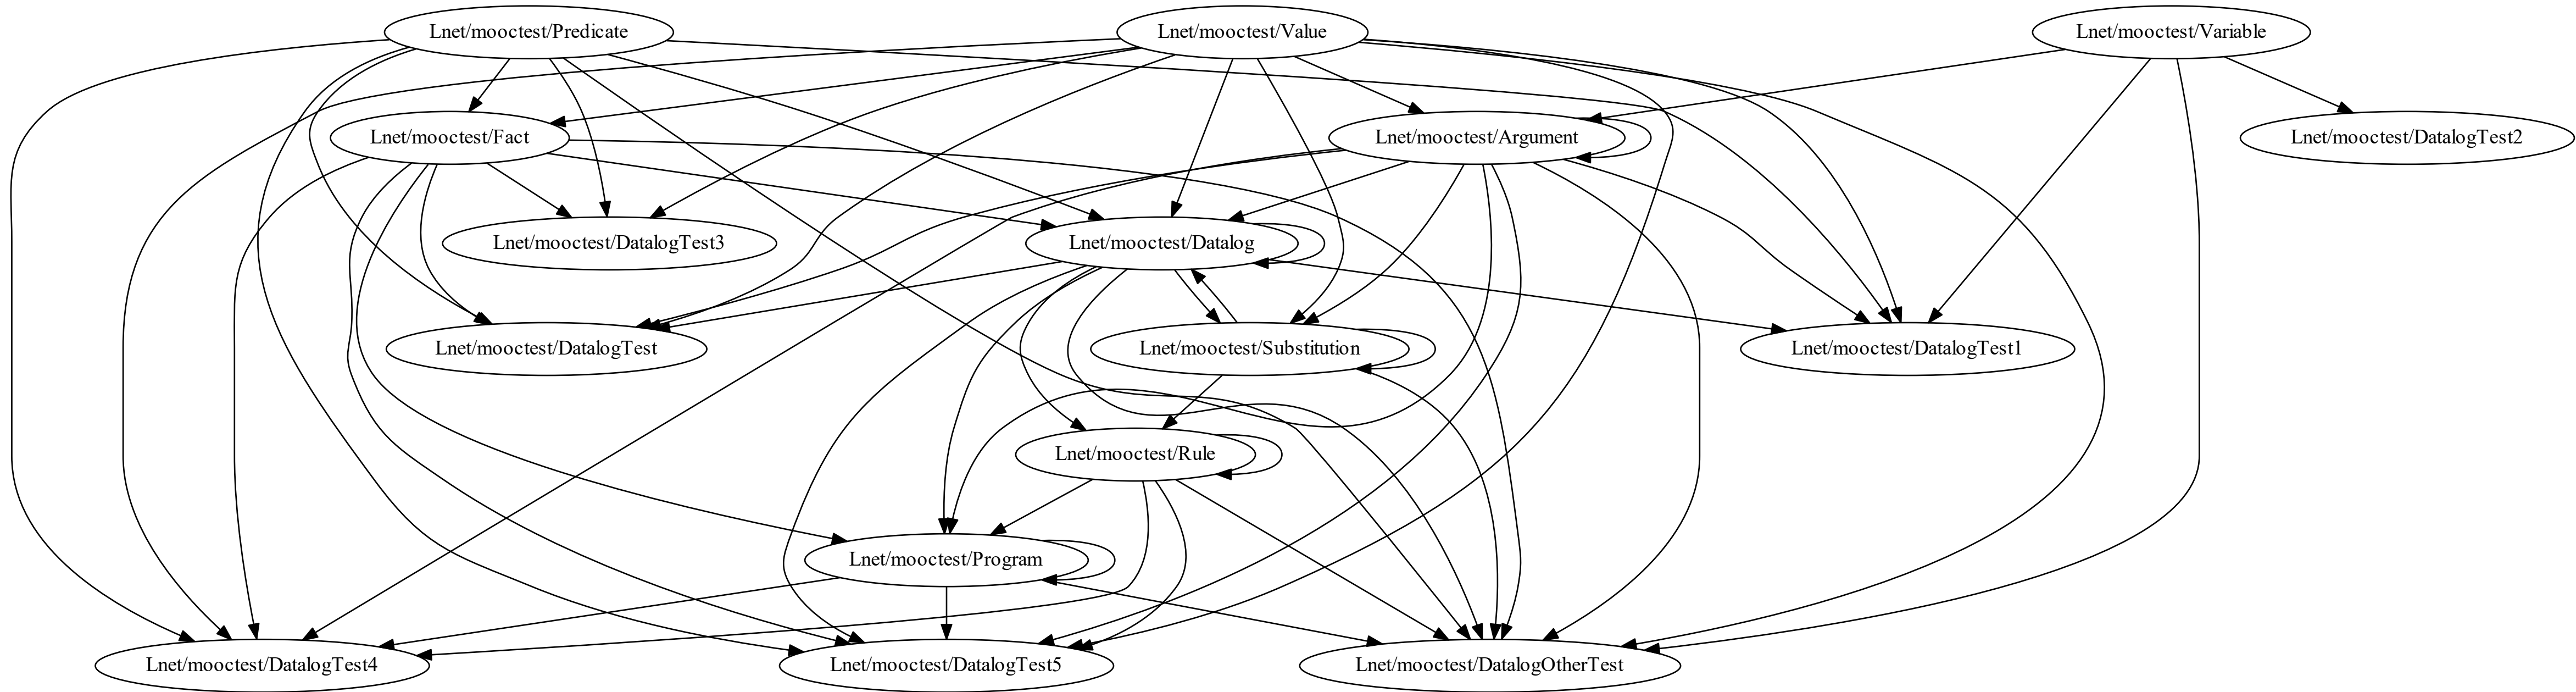 Lnet/mooctest/Predicate
Lnet/mooctest/Value
Lnet/mooctest/Variable
Lnet/mooctest/Fact
Lnet/mooctest/Argument
Lnet/mooctest/DatalogTest2
Lnet/mooctest/DatalogTest3
Lnet/mooctest/Datalog
Lnet/mooctest/DatalogTest
Lnet/mooctest/Substitution
Lnet/mooctest/DatalogTest1
Lnet/mooctest/Rule
Lnet/mooctest/Program
Lnet/mooctest/DatalogTest4
Lnet/mooctest/DatalogTest5
Lnet/mooctest/DatalogOtherTest